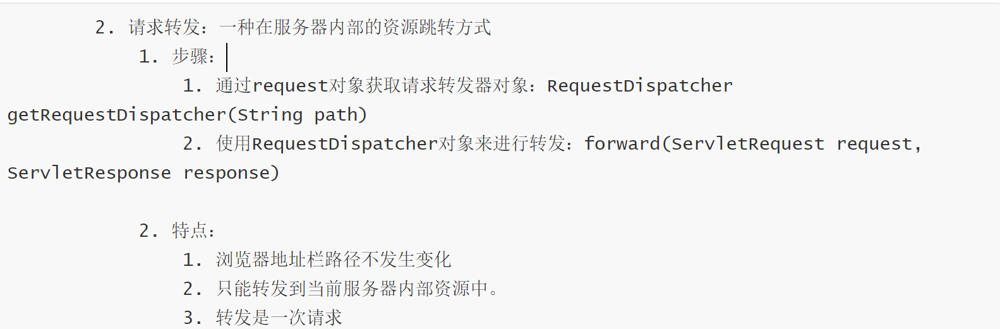 2. 请求转发：一种在服务器内部的资源跳转方式
1. 步骤：
1. 通过request对象获取请求转发器对象：RequestDispatcher
getRequestDispatcher(String path)
2. 使用RequestDispatcher对象来进行转发：forward(ServletRequest request,
ServletResponse response)
2. 特点：
1. 浏览器地址栏路径不发生变化
2. 只能转发到当前服务器内部资源中。
3. 转发是一次请求